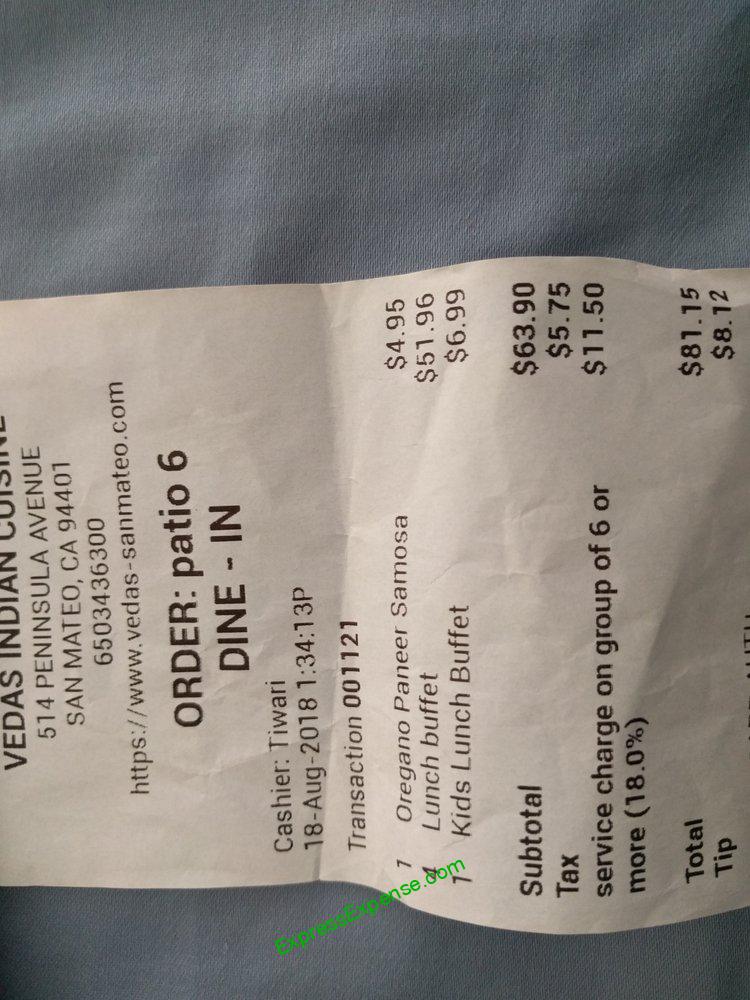 VEDAS INDIAN CUISINE
514 PENINSULA AVENUE
SAN MATEO, CA 94401
6503436300
https://www.vedas-sanmateo.com
ORDER: patio 6
DINE - IN
Cashier: Tiwari
18-Aug-2018 1:34:13P
Transaction 001121
1 Oregano Paneer Samosa $4.95
4 Lunch buffet $51.96
1 Kids Lunch Buffet $6.99
Subtotal $63.90
Tax $5.75
service charge on group of 6 or $11.50
more (18.0%)
Total $81.15
Tip $8.12
ExpressExpense.com